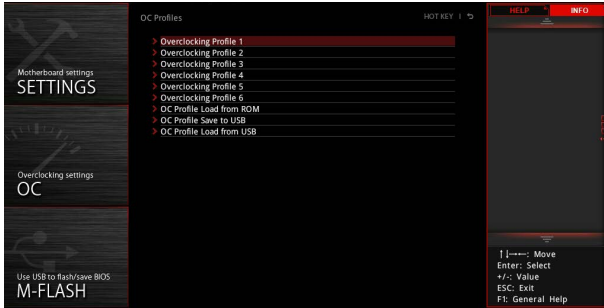 Motherboard settings
SETTINGS
Overclocking settings
OC
Use USB to flash/save BIOS
M-FLASH
OC Profiles
HOT KEY |
Overclocking Profile 1
Overclocking Profile 2
Overclocking Profile 3
Overclocking Profile 4
Overclocking Profile 5
Overclocking Profile 6
OC Profile Load from ROM
OC Profile Save to USB
OC Profile Load from USB
HELP
INFO
↑↓→←: Move
Enter: Select
+/-: Value
ESC: Exit
F1: General Help